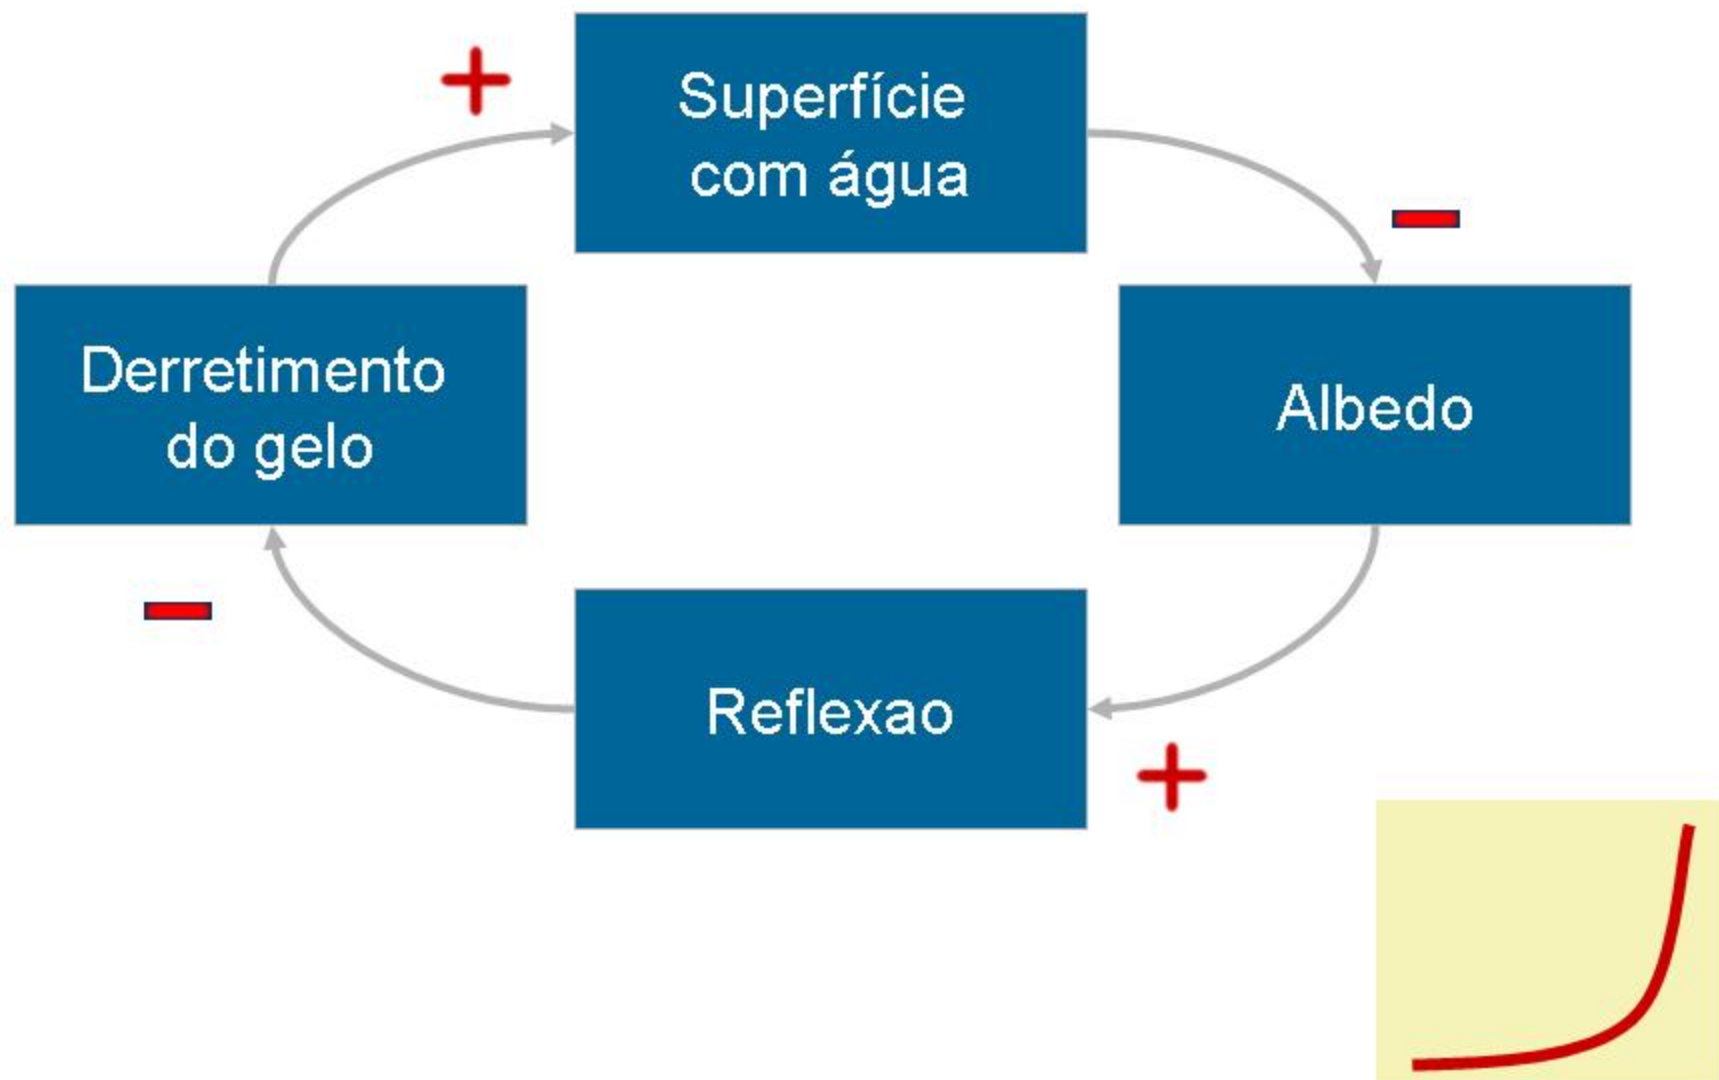 +
Superfície
com água
-
Derretimento
do gelo
Albedo
-
Reflexao
+